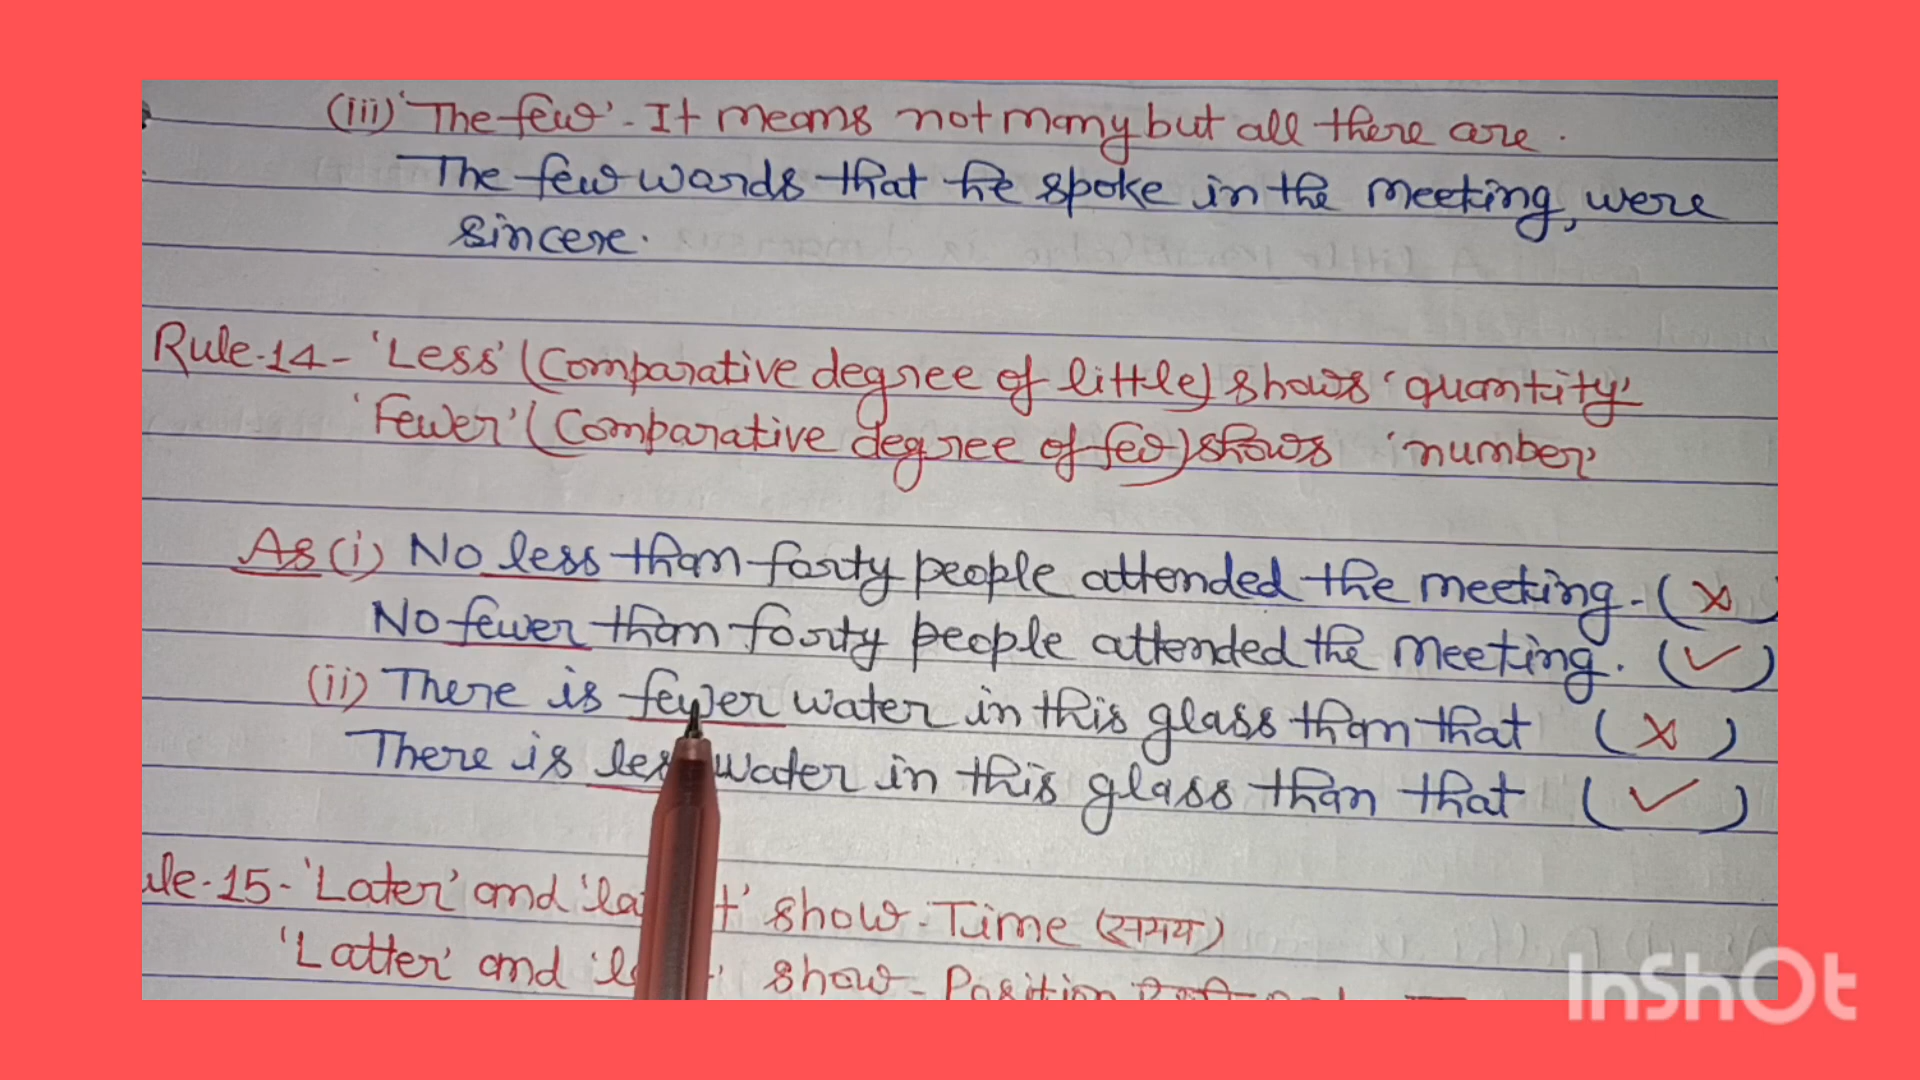 (iii) 'The few' - It means not many but all there are.
The few words that he spoke in the meeting, were
sincere.
Rule-14- 'Less' (Comparative degree of little) shows 'quantity'
'Fewer' (Comparative degree of few) shows 'number'
As (i) No less than forty people attended the meeting. (×)
No fewer than forty people attended the meeting. (✓)
(ii) There is fewer water in this glass than that (×)
There is less water in this glass than that (✓)
ule-15- 'Later' and show - Time (समय)
'Latter' and show - Position
InShOt